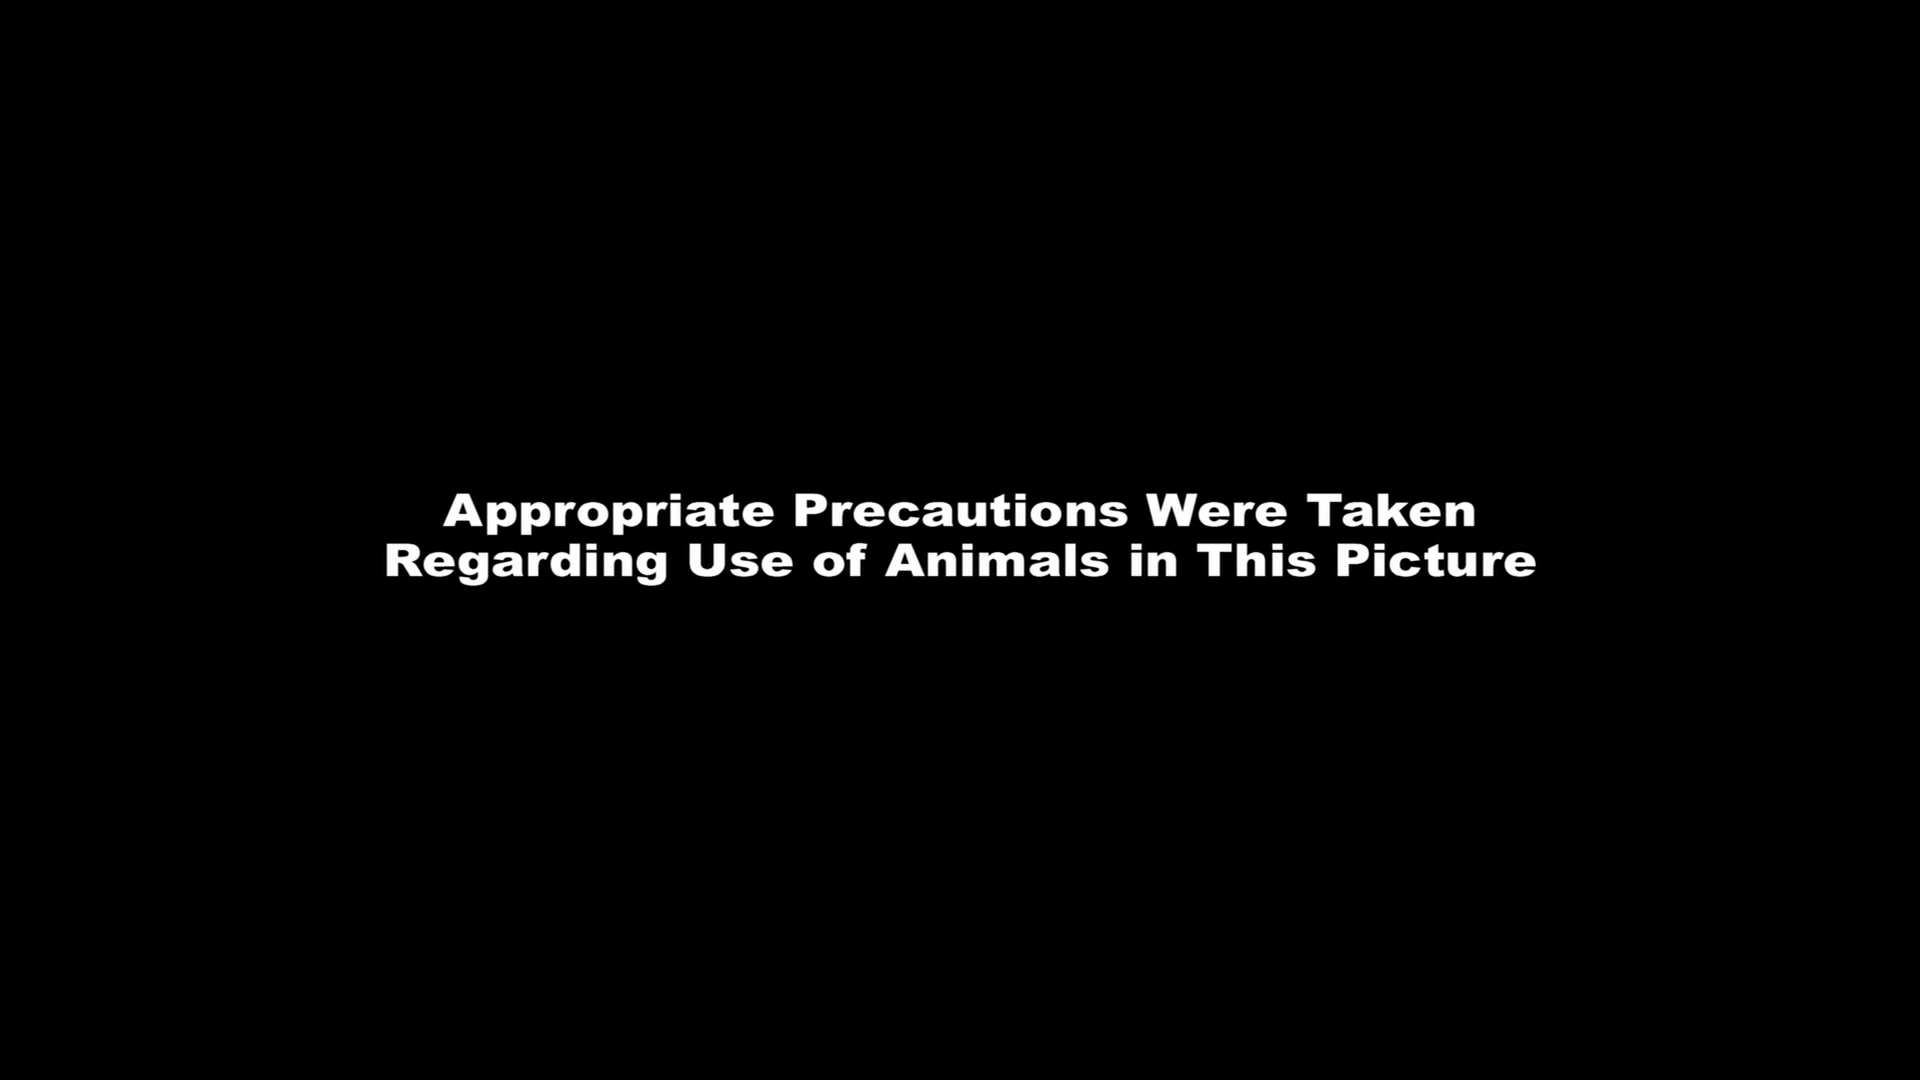 Appropriate Precautions Were Taken
Regarding Use of Animals in This Picture